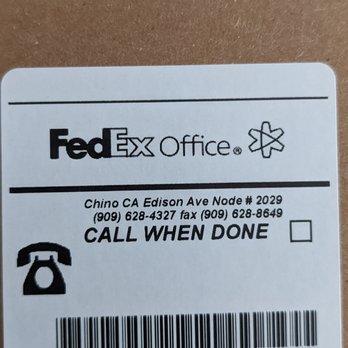 FedEx Office®
Chino CA Edison Ave Node # 2029
(909) 628-4327 fax (909) 628-8649
CALL WHEN DONE